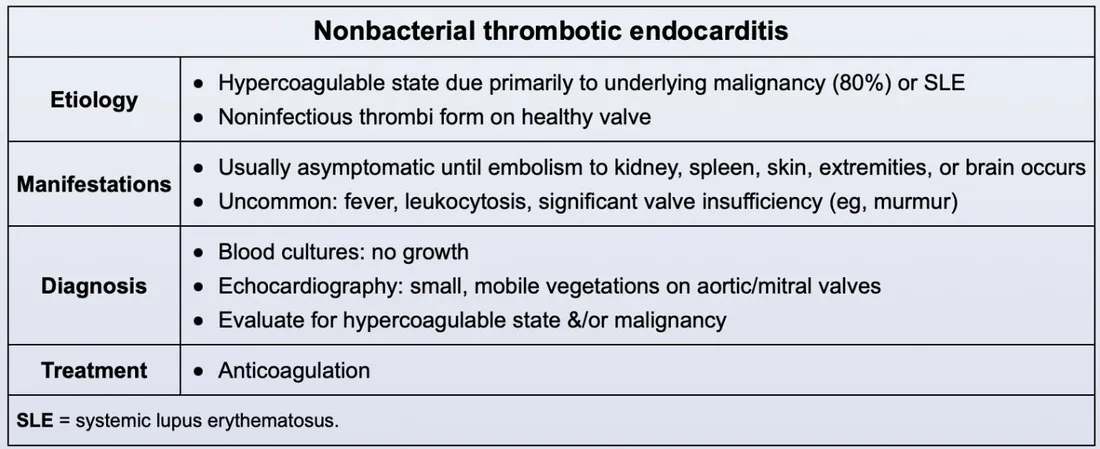 Nonbacterial thrombotic endocarditis
Etiology
• Hypercoagulable state due primarily to underlying malignancy (80%) or SLE
• Noninfectious thrombi form on healthy valve
Manifestations
• Usually asymptomatic until embolism to kidney, spleen, skin, extremities, or brain occurs
• Uncommon: fever, leukocytosis, significant valve insufficiency (eg, murmur)
Diagnosis
• Blood cultures: no growth
• Echocardiography: small, mobile vegetations on aortic/mitral valves
• Evaluate for hypercoagulable state &/or malignancy
Treatment
• Anticoagulation
SLE = systemic lupus erythematosus.